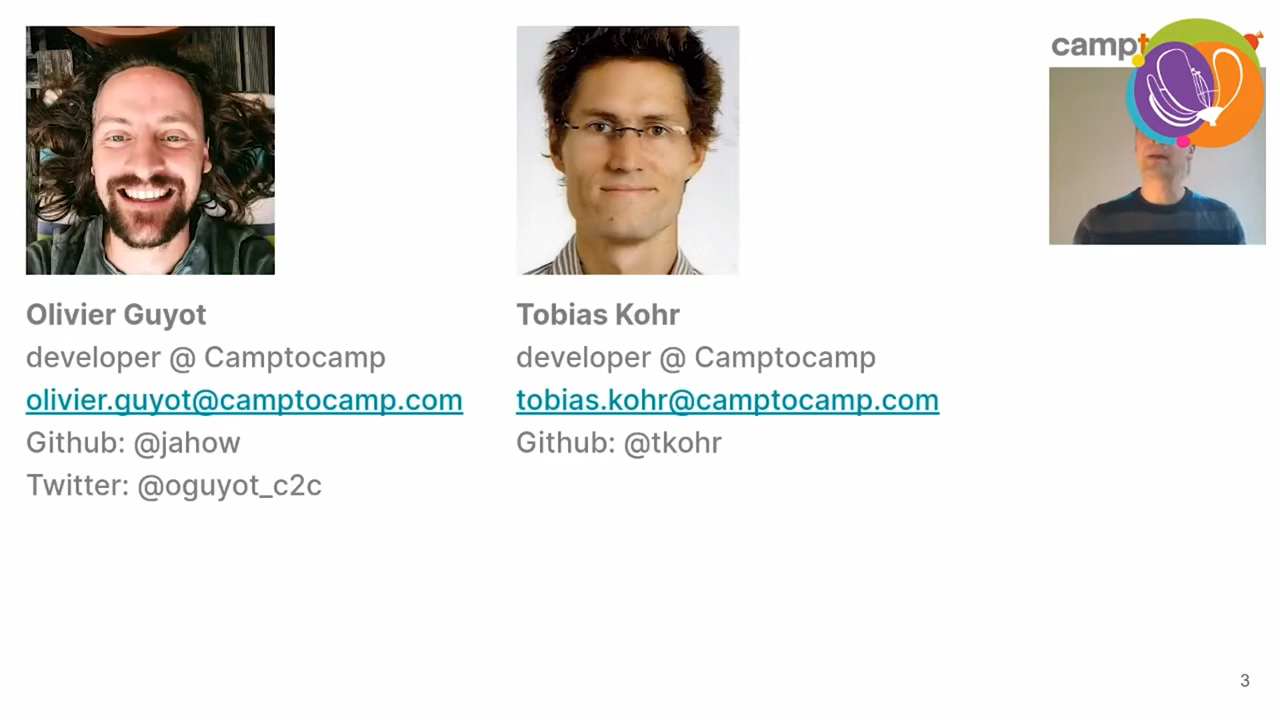 camp
Olivier Guyot
developer @ Camptocamp
olivier.guyot@camptocamp.com
Github: @jahow
Twitter: @oguyot_c2c
Tobias Kohr
developer @ Camptocamp
tobias.kohr@camptocamp.com
Github: @tkohr
3